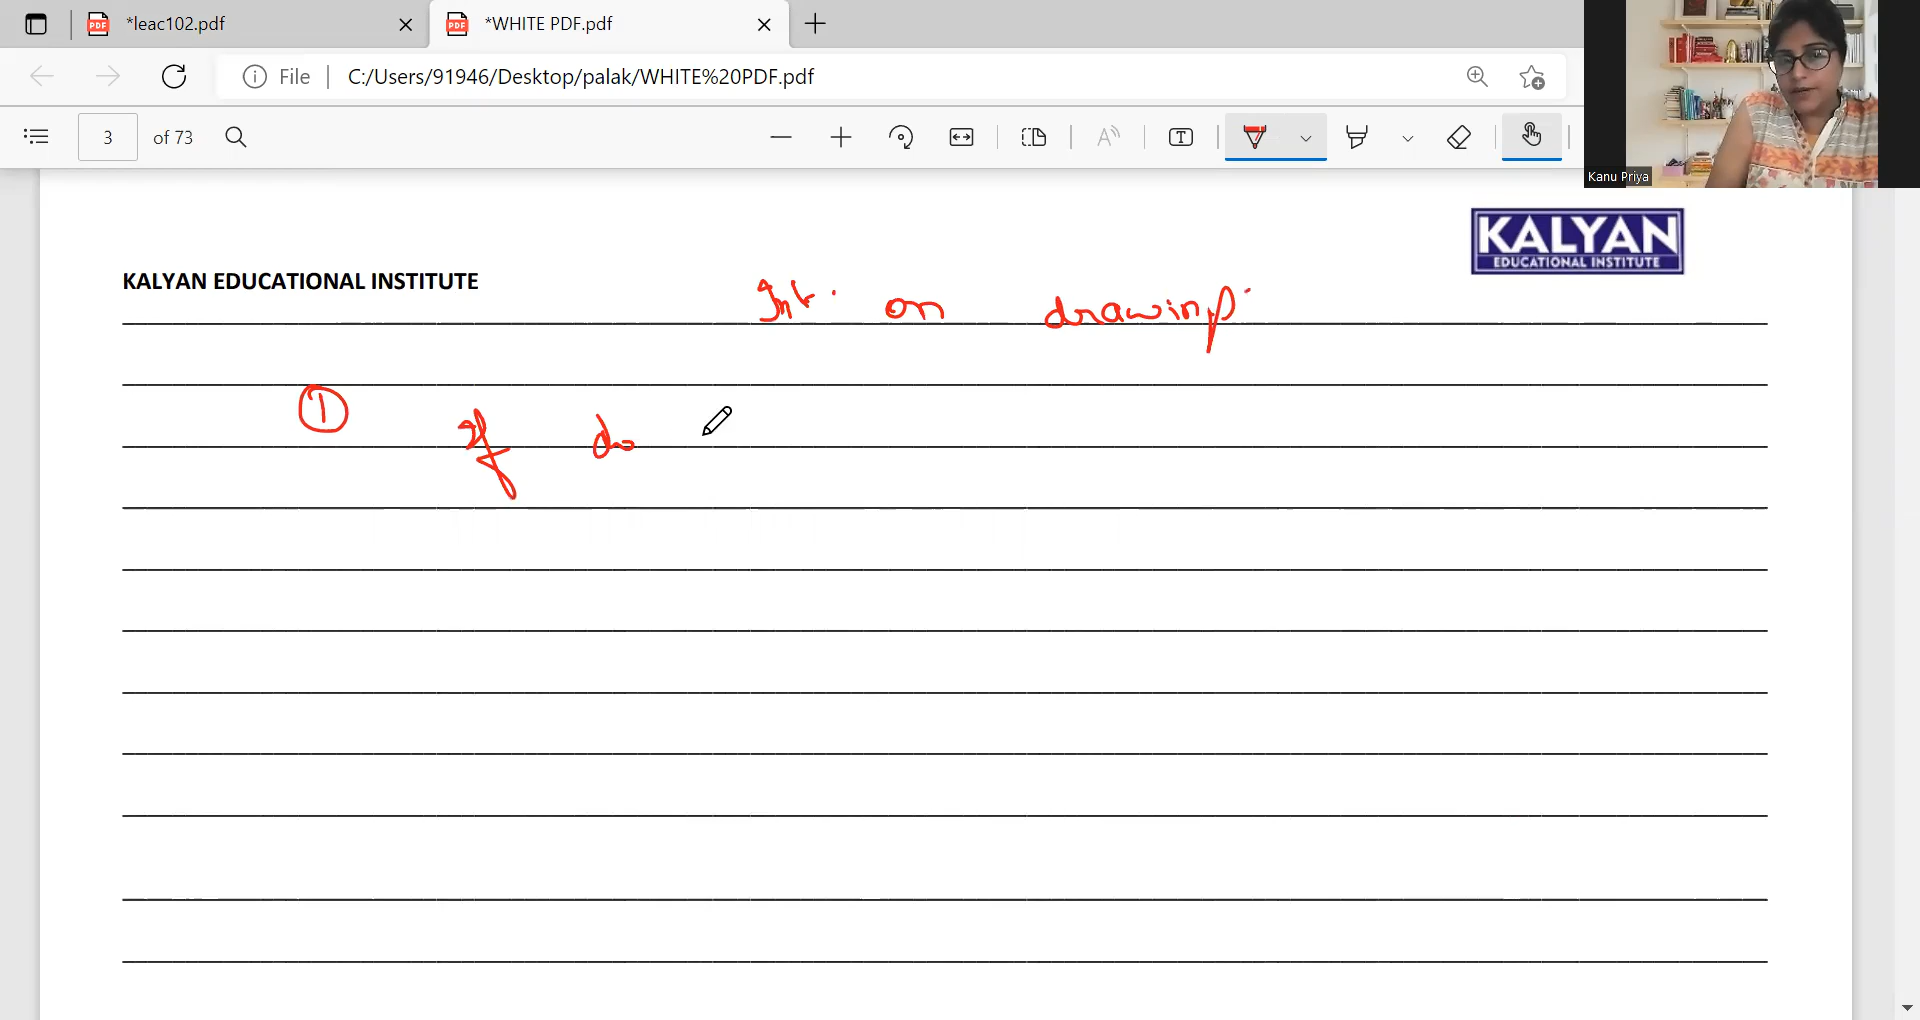 *leac102.pdf *WHITE PDF.pdf
File C:/Users/91946/Desktop/palak/WHITE%20PDF.pdf
3 of 73
Kanu Priya
KALYAN
EDUCATIONAL INSTITUTE
KALYAN EDUCATIONAL INSTITUTE
Int. on drawing
1 If